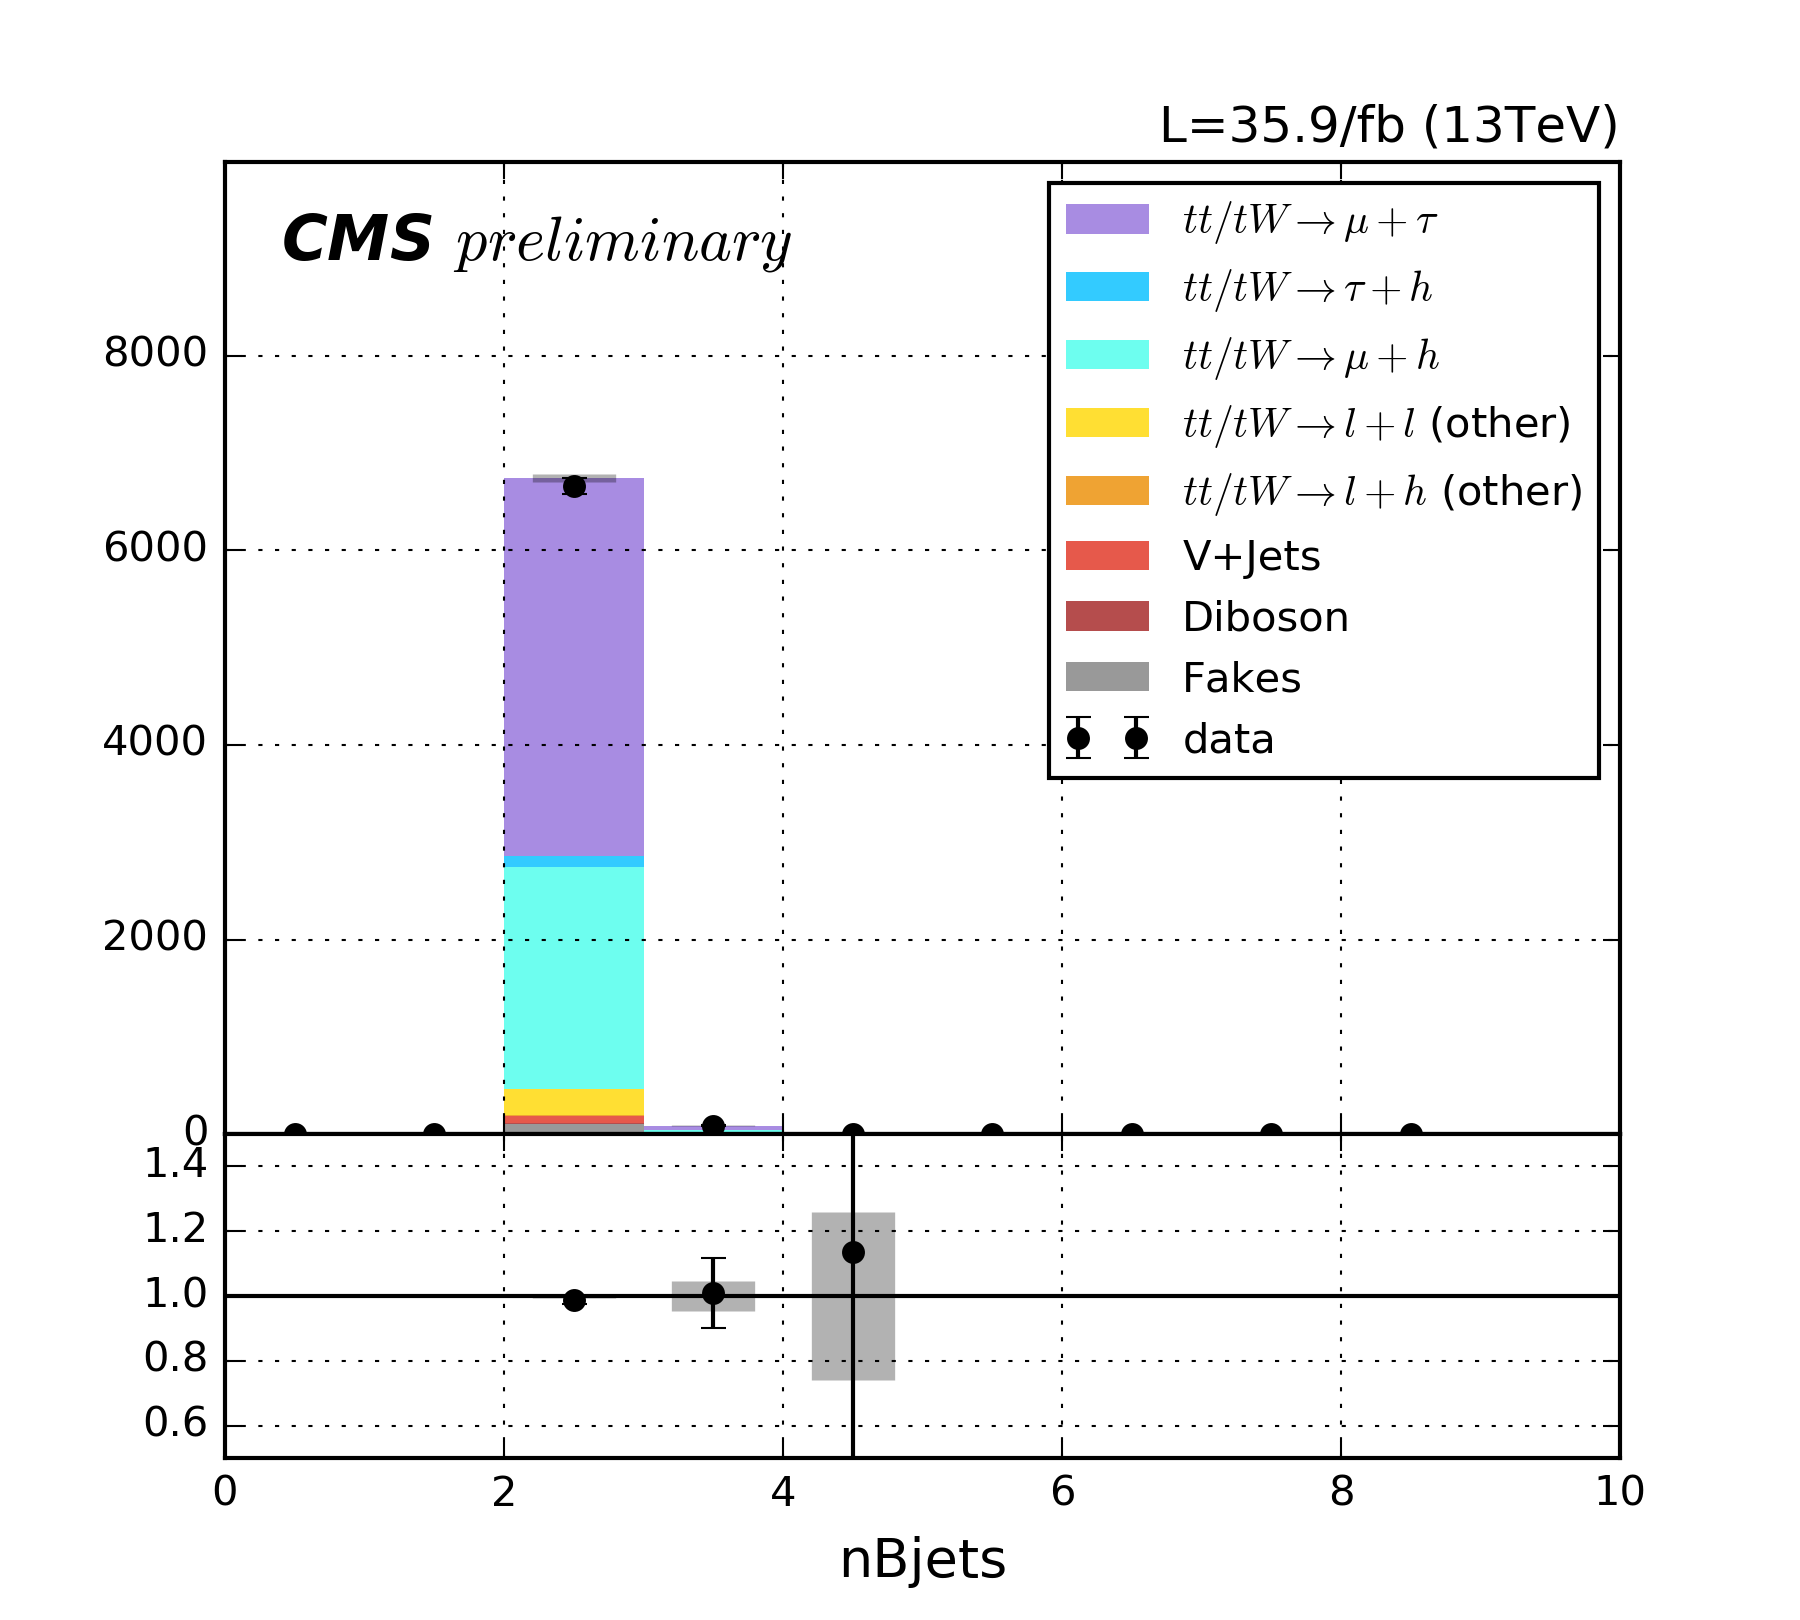 L=35.9/fb (13TeV)
CMS preliminary
tt/tW→μ+τ
tt/tW→τ+h
tt/tW→μ+h
tt/tW→l+l (other)
tt/tW→l+h (other)
V+Jets
Diboson
Fakes
data
8000
6000
4000
2000
0
1.4
1.2
1.0
0.8
0.6
0 2 4 6 8 10
nBjets